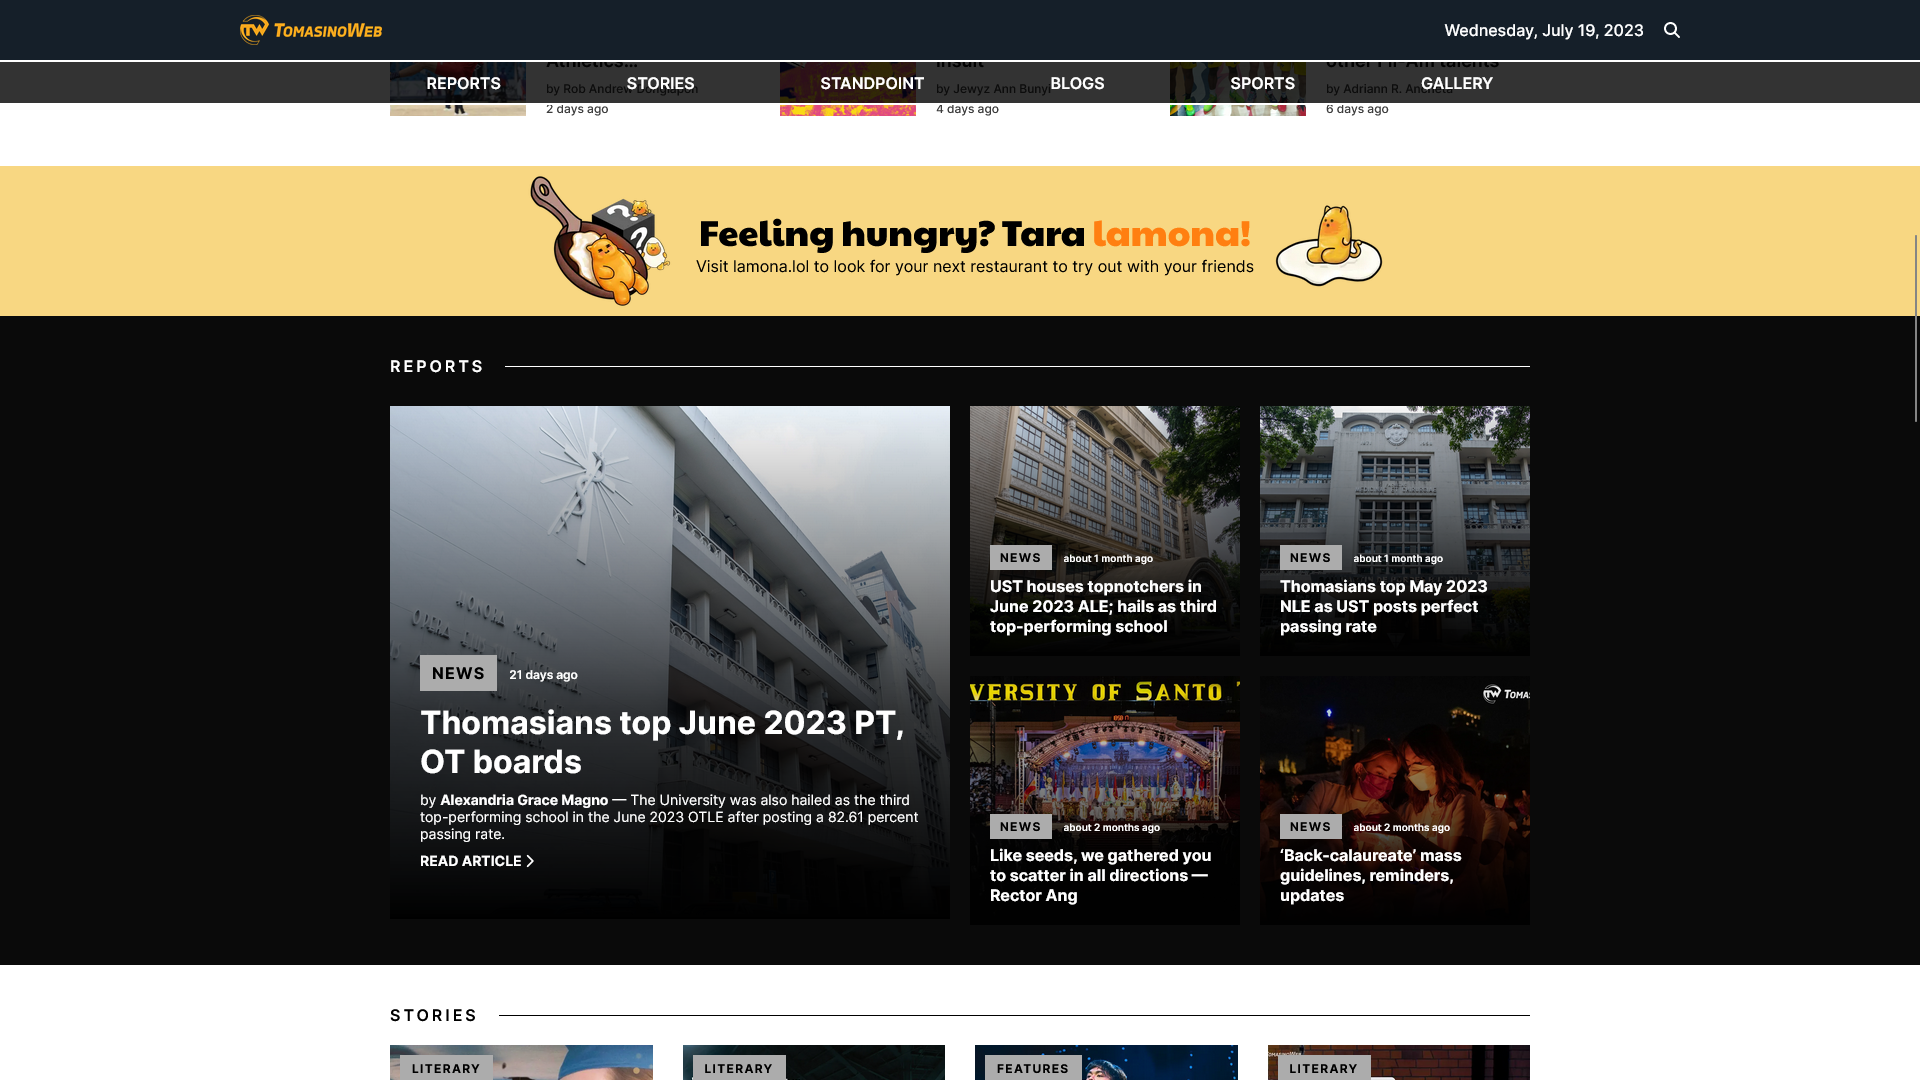 TomasinoWeb
Wednesday, July 19, 2023
REPORTS
STORIES
STANDPOINT
BLOGS
SPORTS
GALLERY
Athletics...
by Rob Andrew Dongiapon
2 days ago
insult
by Jewyz Ann Bunyi
4 days ago
other Fil-Am talents
by Adriann R.
6 days ago
Feeling hungry? Tara lamona!
Visit lamona.lol to look for your next restaurant to try out with your friends
REPORTS
NEWS
21 days ago
Thomasians top June 2023 PT,
OT boards
by Alexandria Grace Magno — The University was also hailed as the third
top-performing school in the June 2023 OTLE after posting a 82.61 percent
passing rate.
READ ARTICLE
NEWS
about 1 month ago
UST houses topnotchers in
June 2023 ALE; hails as third
top-performing school
NEWS
about 1 month ago
Thomasians top May 2023
NLE as UST posts perfect
passing rate
VERSITY OF SANTO
NEWS
about 2 months ago
Like seeds, we gathered you
to scatter in all directions —
Rector Ang
NEWS
about 2 months ago
‘Back-calaureate’ mass
guidelines, reminders,
updates
STORIES
LITERARY
LITERARY
FEATURES
LITERARY